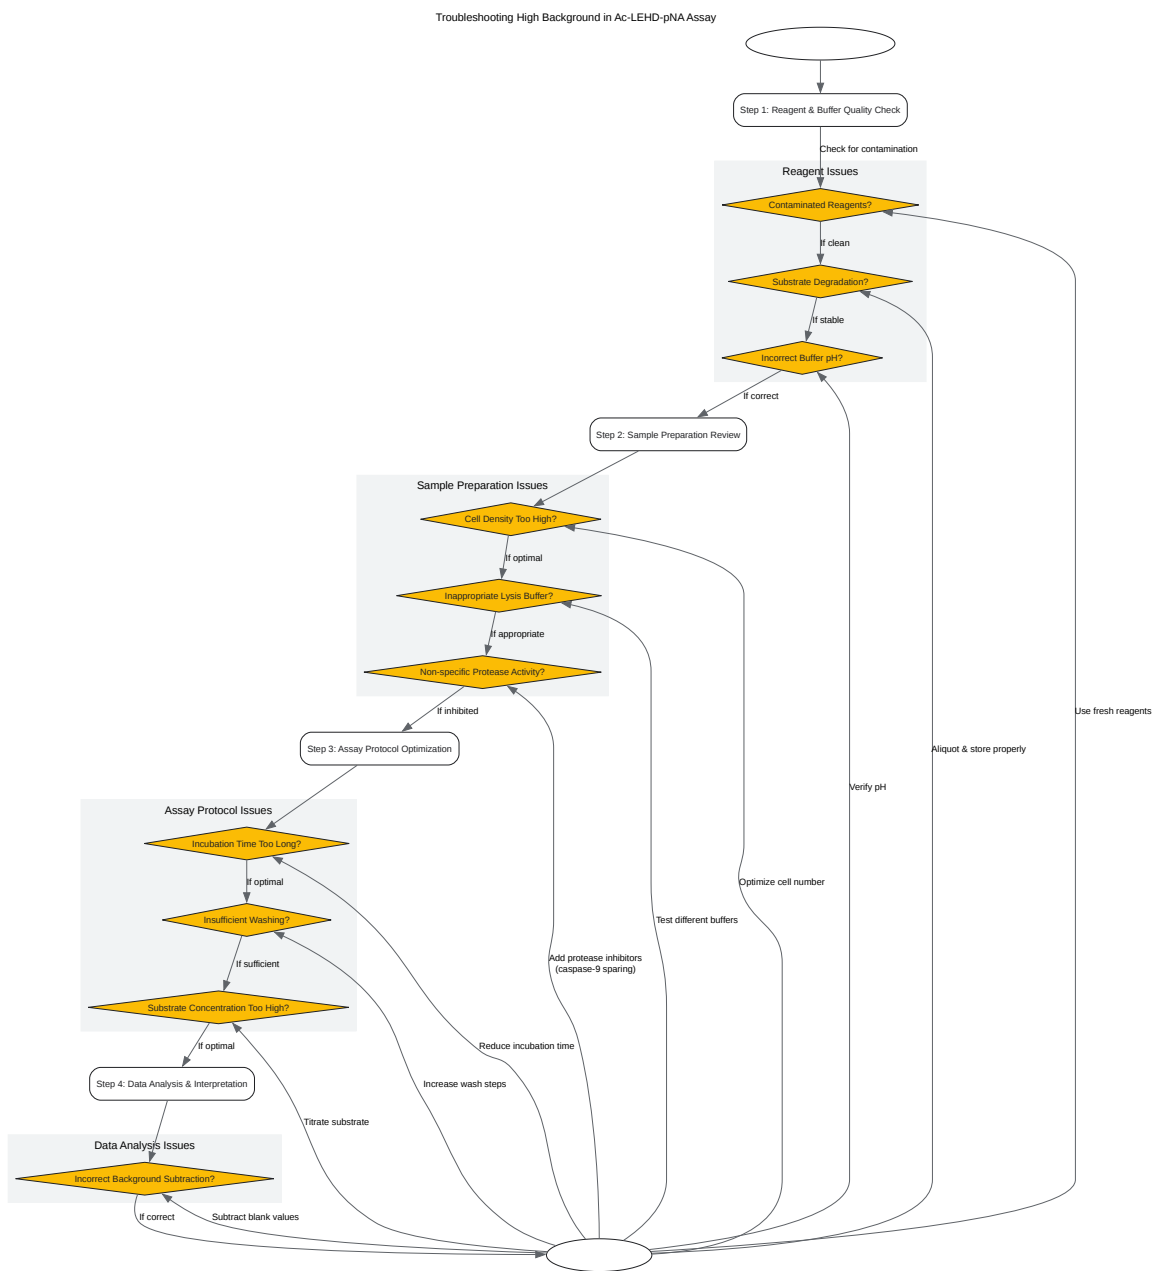 Troubleshooting High Background in Ac-LEHD-pNA Assay
Step 1: Reagent & Buffer Quality Check
Check for contamination
Reagent Issues
Contaminated Reagents?
If clean
Substrate Degradation?
If stable
Incorrect Buffer pH?
If correct
Step 2: Sample Preparation Review
Sample Preparation Issues
Cell Density Too High?
If optimal
Inappropriate Lysis Buffer?
If appropriate
Non-specific Protease Activity?
If inhibited
Use fresh reagents
Step 3: Assay Protocol Optimization
Aliquot & store properly
Verify pH
Assay Protocol Issues
Incubation Time Too Long?
If optimal
Optimize cell number
Insufficient Washing?
Test different buffers
If sufficient
Add protease inhibitors
(caspase-9 sparing)
Substrate Concentration Too High?
If optimal
Reduce incubation time
Step 4: Data Analysis & Interpretation
Increase wash steps
Titrate substrate
Data Analysis Issues
Incorrect Background Subtraction?
If correct
Subtract blank values